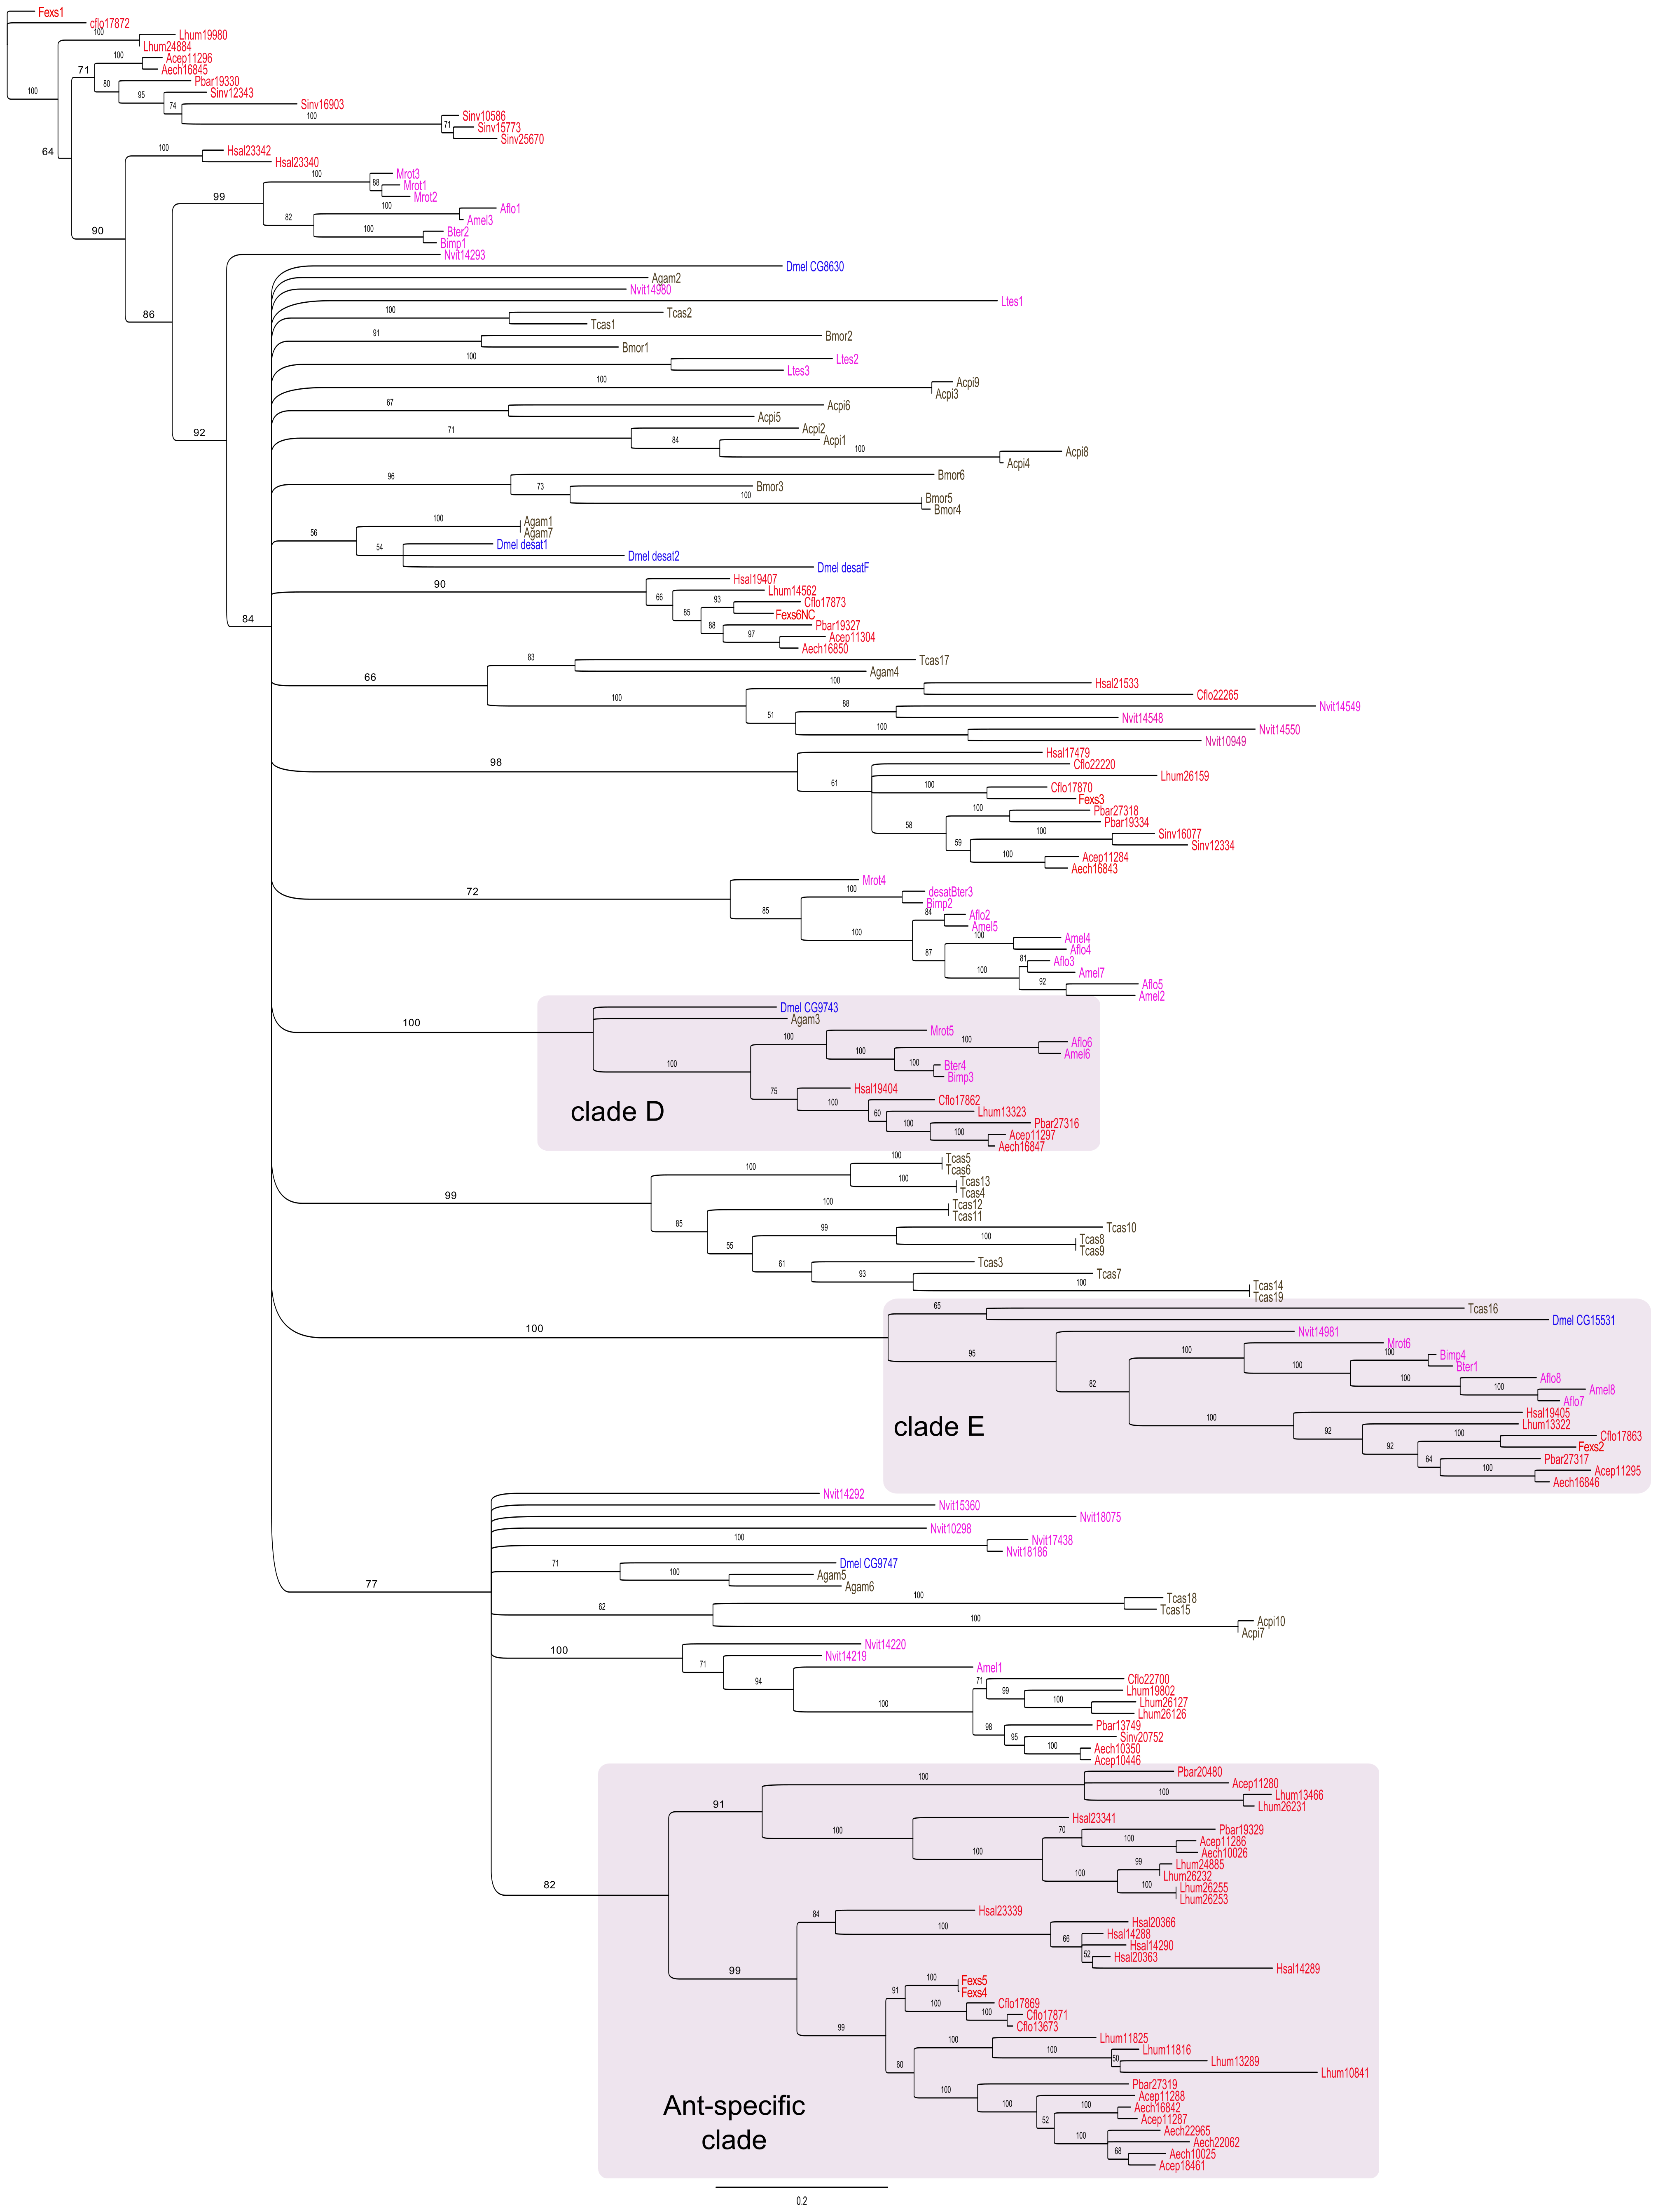 Fexs1
cflo17872
100
Lhum19980
Lhum24884
100
Acep11296
71
Aech16845
80
Pbar19330
100
95
Sinv12343
74
Sinv16903
100
Sinv10586
71
Sinv15773
Sinv25670
64
100
Hsal23342
Hsal23340
100
Mrot3
88
Mrot1
99
Mrot2
100
Aflo1
82
Amel3
90
100
Bter2
Bimp1
Nvit14293
Dmel CG8630
Agam2
Nvit14980
Ltes1
86
100
Tcas2
Tcas1
91
Bmor2
Bmor1
100
Ltes2
Ltes3
100
Acpi9
Acpi3
67
Acpi6
Acpi5
92
71
Acpi2
84
Acpi1
100
Acpi8
Acpi4
96
Bmor6
73
Bmor3
100
Bmor5
Bmor4
100
Agam1
Agam7
56
54
Dmel desat1
Dmel desat2
Dmel desatF
90
Hsal19407
66
Lhum14562
93
Cflo17873
85
Fexs6NC
84
88
Pbar19327
97
Acep11304
Aech16850
83
Tcas17
66
Agam4
100
Hsal21533
100
Cflo22265
88
Nvit14549
51
Nvit14548
100
Nvit14550
Nvit10949
98
Hsal17479
Cflo22220
61
Lhum26159
100
Cflo17870
Fexs3
58
100
Pbar27318
Pbar19334
59
100
Sinv16077
Sinv12334
100
Acep11284
Aech16843
72
Mrot4
100
desatBter3
85
Bimp2
84
Aflo2
100
Amel5
87
100
Amel4
Aflo4
81
Aflo3
100
Amel7
92
Aflo5
Amel2
100
Dmel CG9743
Agam3
100
Mrot5
100
100
100
Aflo6
Amel6
100
Bter4
Bimp3
75
Hsal19404
100
Cflo17862
clade D
60
Lhum13323
100
Pbar27316
100
Acep11297
Aech16847
100
Tcas5
Tcas6
100
100
Tcas13
Tcas4
99
100
Tcas12
Tcas11
85
99
Tcas10
55
100
Tcas8
Tcas9
61
Tcas3
93
Tcas7
100
Tcas14
Tcas19
65
Tcas16
100
Dmel CG15531
95
Nvit14981
100
Mrot6
100
100
Bimp4
Bter1
82
100
Aflo8
100
Amel8
Aflo7
100
Hsal19405
clade E
92
Lhum13322
92
100
Cflo17863
Fexs2
64
Pbar27317
100
Acep11295
Aech16846
Nvit14292
Nvit15360
Nvit18075
Nvit10298
100
Nvit17438
Nvit18186
77
71
Dmel CG9747
100
Agam5
Agam6
62
100
Tcas18
Tcas15
100
Acpi10
Acpi7
100
Nvit14220
71
Nvit14219
94
Amel1
100
71
Cflo22700
99
Lhum19802
100
Lhum26127
Lhum26126
98
Pbar13749
95
Sinv20752
100
Aech10350
Acep10446
100
Pbar20480
Acep11280
91
100
Lhum13466
Lhum26231
100
Hsal23341
70
Pbar19329
100
100
Acep11286
Aech10026
99
Lhum24885
100
Lhum26232
100
Lhum26255
Lhum26253
82
84
Hsal23339
100
Hsal20366
66
Hsal14288
Hsal14290
52
Hsal20363
Hsal14289
99
100
Fexs5
91
Fexs4
100
Cflo17869
100
Cflo17871
Cflo13673
99
100
Lhum11825
100
Lhum11816
50
Lhum13289
60
Lhum10841
100
Pbar27319
100
Acep11288
100
Aech16842
52
Acep11287
Ant-specific
clade
Aech22965
100
Aech22062
68
Aech10025
Acep18461
0.2